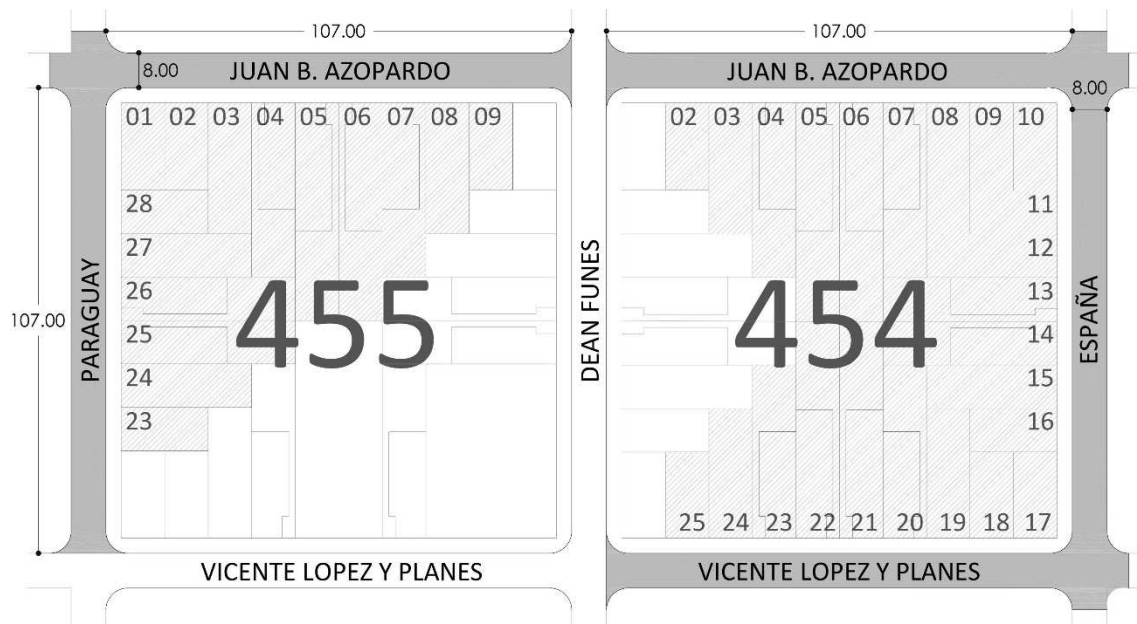 107.00
107.00
8.00
JUAN B. AZOPARDO
JUAN B. AZOPARDO
8.00
01 02 03 04 05 06 07 08 09
02 03 04 05 06 07 08 09 10
28
11
27
12
26
13
455
454
107.00
PARAGUAY
DEAN FUNES
ESPAÑA
25
14
24
15
23
16
25 24 23 22 21 20 19 18 17
VICENTE LOPEZ Y PLANES
VICENTE LOPEZ Y PLANES